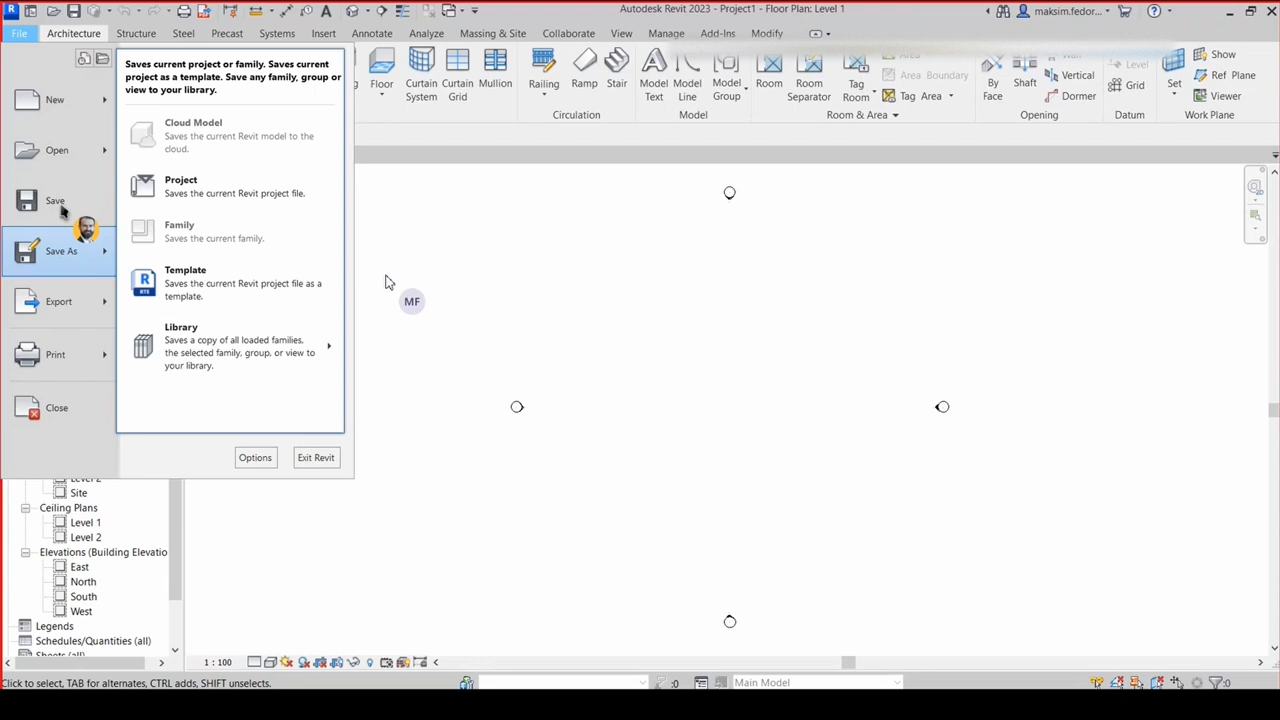 Autodesk Revit 2023 - Project1 - Floor Plan: Level 1
maksim.fedor...
File Architecture Structure Steel Precast Systems Insert Annotate Analyze Massing & Site Collaborate View Manage Add-Ins Modify
Saves current project or family. Saves current
project as a template. Save any family, group or
view to your library.
New
Open
Save
Save As
Export
Print
Close
Cloud Model
Saves the current Revit model to the
cloud.
Project
Saves the current Revit project file.
Family
Saves the current family.
Template
Saves the current Revit project file as a
template.
Library
Saves a copy of all loaded families,
the selected family, group, or view to
your library.
Options
Exit Revit
Floor
Curtain
System
Curtain
Grid
Mullion
Railing
Ramp
Stair
Circulation
Model
Text
Model
Line
Model
Group
Model
Room
Room
Separator
Tag
Room
Area Boundary
Tag Area
Room & Area
By
Face
Shaft
Vertical
Dormer
Opening
Level
Grid
Datum
Set
Show
Ref Plane
Viewer
Work Plane
MF
Level 2
Site
Ceiling Plans
Level 1
Level 2
Elevations (Building Elevatio
East
North
South
West
Legends
Schedules/Quantities (all)
1 : 100
Click to select, TAB for alternates, CTRL adds, SHIFT unselects.
:0
Main Model
:0